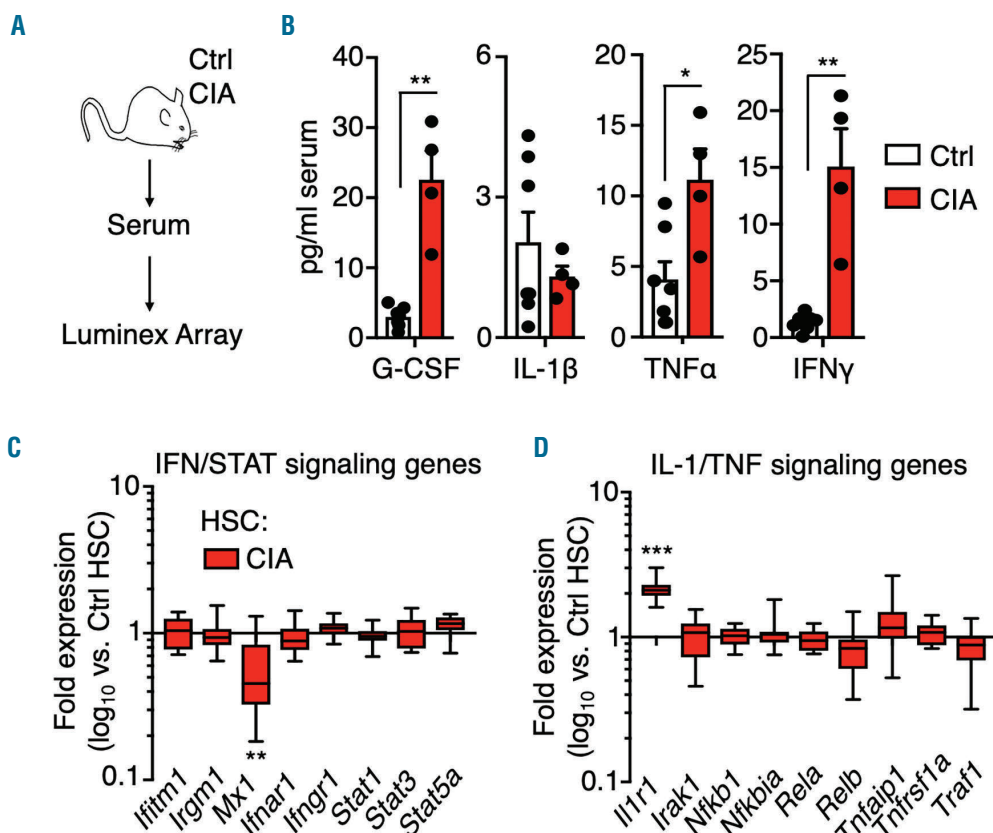 A
Ctrl
CIA
Serum
Luminex Array
B
pg/ml serum
40
30
20
10
0
**
G-CSF
6
3
0
IL-1β
20
15
10
5
0
*
TNFα
25
20
15
10
5
0
**
IFNγ
Ctrl
CIA
C
IFN/STAT signaling genes
Fold expression
(log₁₀ vs. Ctrl HSC)
10
1
0.1
HSC:
CIA
**
Ifitm1
Irgm1
Mx1
Ifnar1
Ifngr1
Stat1
Stat3
Stat5a
D
IL-1/TNF signaling genes
Fold expression
(log₁₀ vs. Ctrl HSC)
10
1
0.1
***
Il1r1
Irak1
Nfkb1
Nfkbia
Rela
Relb
Tnfaip1
Tnfrsf1a
Traf1